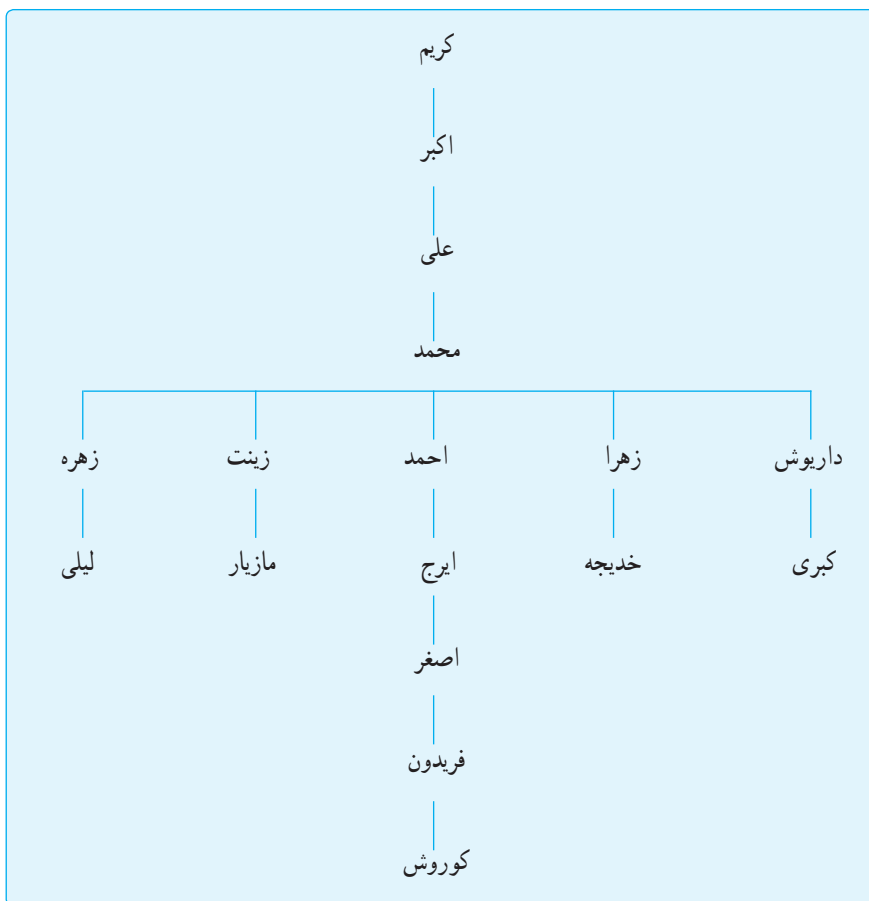 کریم
اکبر
علی
محمد
داریوش زهرا احمد زینت زهره
کبری خدیجه ایرج مازیار لیلی
اصغر
فریدون
کوروش